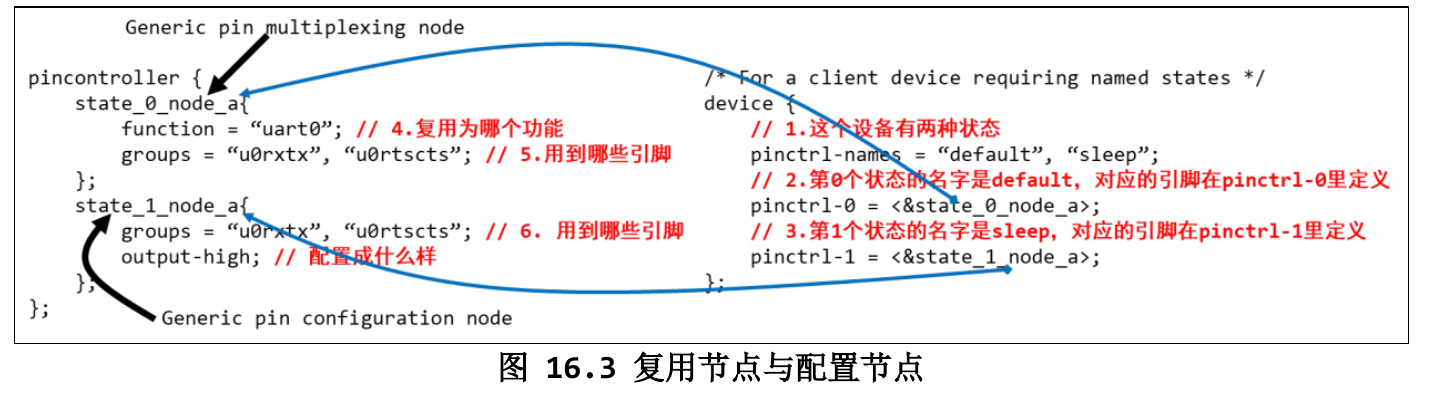 Generic pin multiplexing node
pincontroller {
state_0_node_a{
function = “uart0”; // 4.复用为哪个功能
groups = “u0rxtx”, “u0rtscts”; // 5.用到哪些引脚
};
state_1_node_a{
groups = “u0rxtx”, “u0rtscts”; // 6. 用到哪些引脚
output-high; // 配置成什么样
};
};
Generic pin configuration node
/* For a client device requiring named states */
device {
// 1.这个设备有两种状态
pinctrl-names = “default”, “sleep”;
// 2.第0个状态的名字是default，对应的引脚在pinctrl-0里定义
pinctrl-0 = <&state_0_node_a>;
// 3.第1个状态的名字是sleep，对应的引脚在pinctrl-1里定义
pinctrl-1 = <&state_1_node_a>;
};
图 16.3 复用节点与配置节点